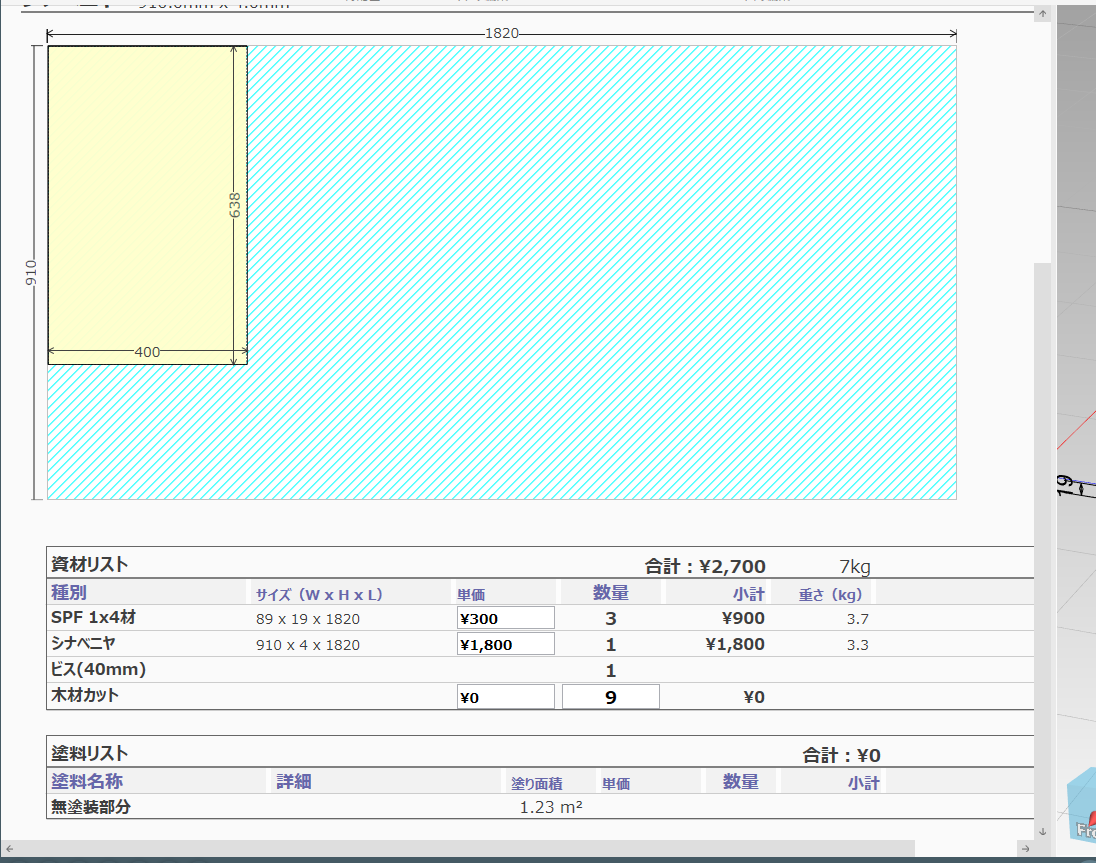 1820
638
910
400
資材リスト 合計：¥2,700 7kg
種別 サイズ（W x H x L） 単価 数量 小計 重さ（kg）
SPF 1x4材 89 x 19 x 1820 ¥300 3 ¥900 3.7
シナベニヤ 910 x 4 x 1820 ¥1,800 1 ¥1,800 3.3
ビス(40mm) 1
木材カット ¥0 9 ¥0
塗料リスト 合計：¥0
塗料名称 詳細 塗り面積 単価 数量 小計
無塗装部分 1.23 m²
19